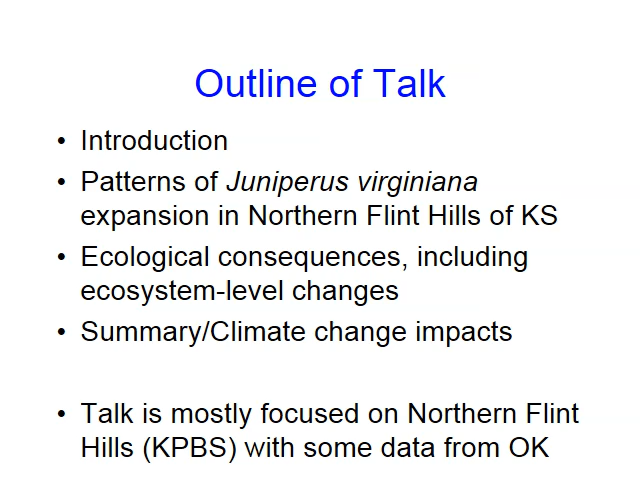 Outline of Talk
• Introduction
• Patterns of Juniperus virginiana
expansion in Northern Flint Hills of KS
• Ecological consequences, including
ecosystem-level changes
• Summary/Climate change impacts
• Talk is mostly focused on Northern Flint
Hills (KPBS) with some data from OK